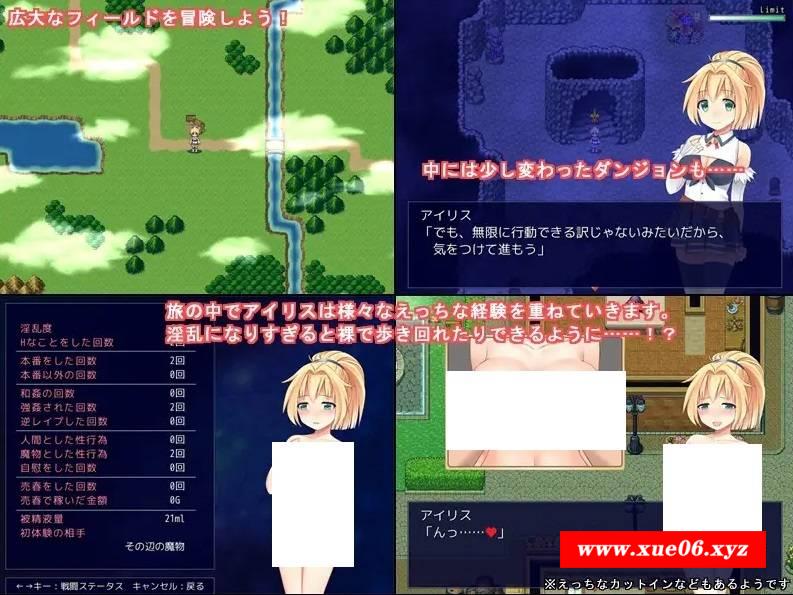 広大なフィールドを冒険しよう！
Limit
中には少し変わったダンジョンも……
アイリス
「でも、無限に行動できる訳じゃないみたいだから、
気をつけて進もう」
旅の中でアイリスは様々なえっちな経験を重ねていきます。
淫乱になりすぎると裸で歩き回れたりできるように……！？
淫乱度
Hなことをした回数
本番をした回数 2回
本番以外の回数 0回
和姦の回数 0回
強姦された回数 2回
逆レイプした回数 0回
人間とした性行為 0回
魔物とした性行為 2回
自慰をした回数 0回
売春をした回数 0回
売春で稼いだ金額 0G
被精液量 21ml
初体験の相手
その辺の魔物
←→キー：戦闘ステータス キャンセル：戻る
アイリス
「んっ……♥」
www.xue06.xyz
※えっちなカットインなどもあるようです